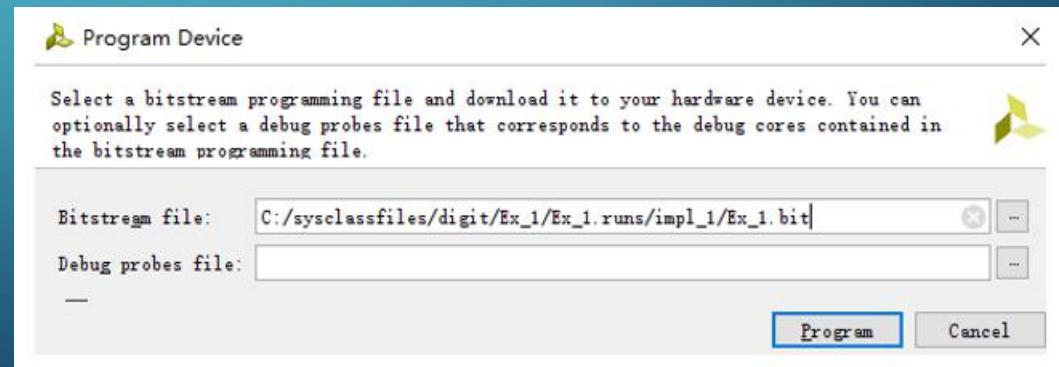 Program Device
Select a bitstream programming file and download it to your hardware device. You can
optionally select a debug probes file that corresponds to the debug cores contained in
the bitstream programming file.
Bitstream file: C:/sysclassfiles/digit/Ex_1/Ex_1.runs/impl_1/Ex_1.bit ...
Debug probes file: ...
Program Cancel